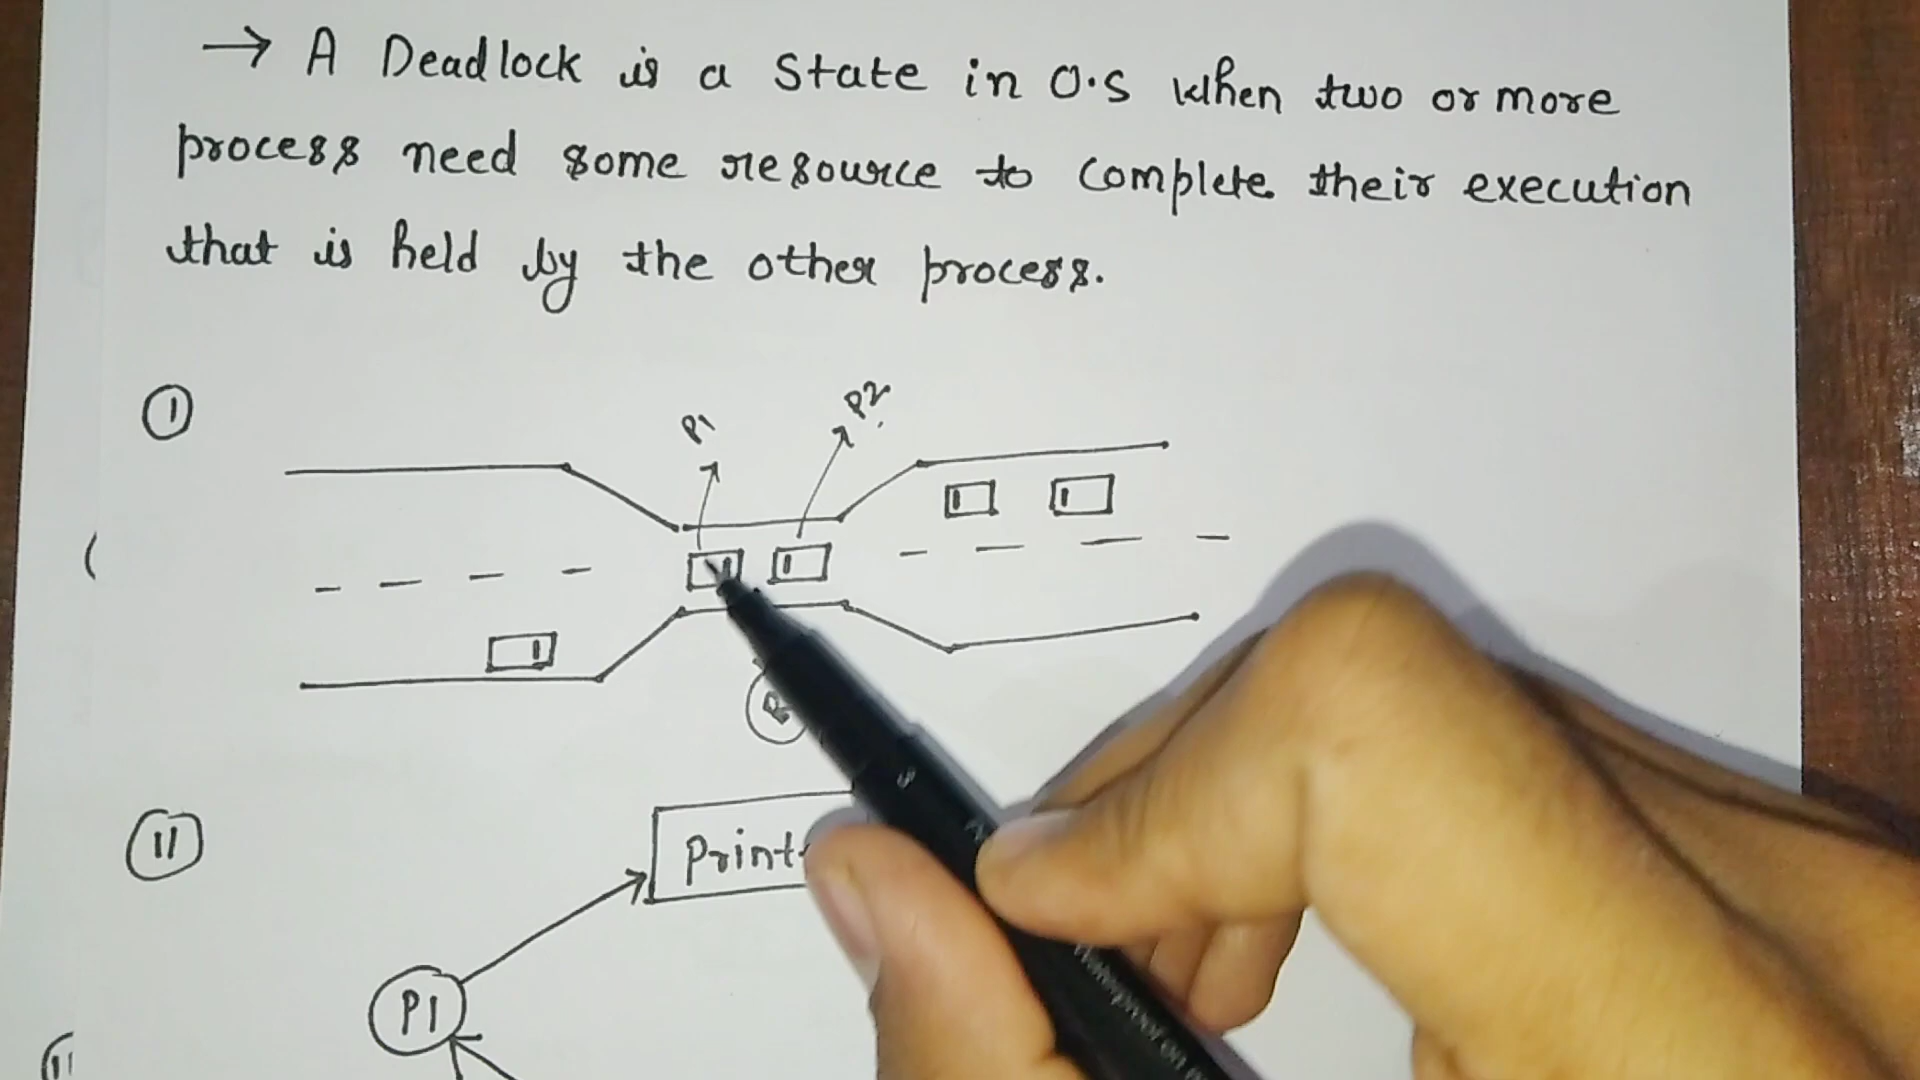 → A Deadlock is a State in O.S when two or more
process need some resource to complete their execution
that is held by the other process.
①
P1
P2
R
⑪
P1